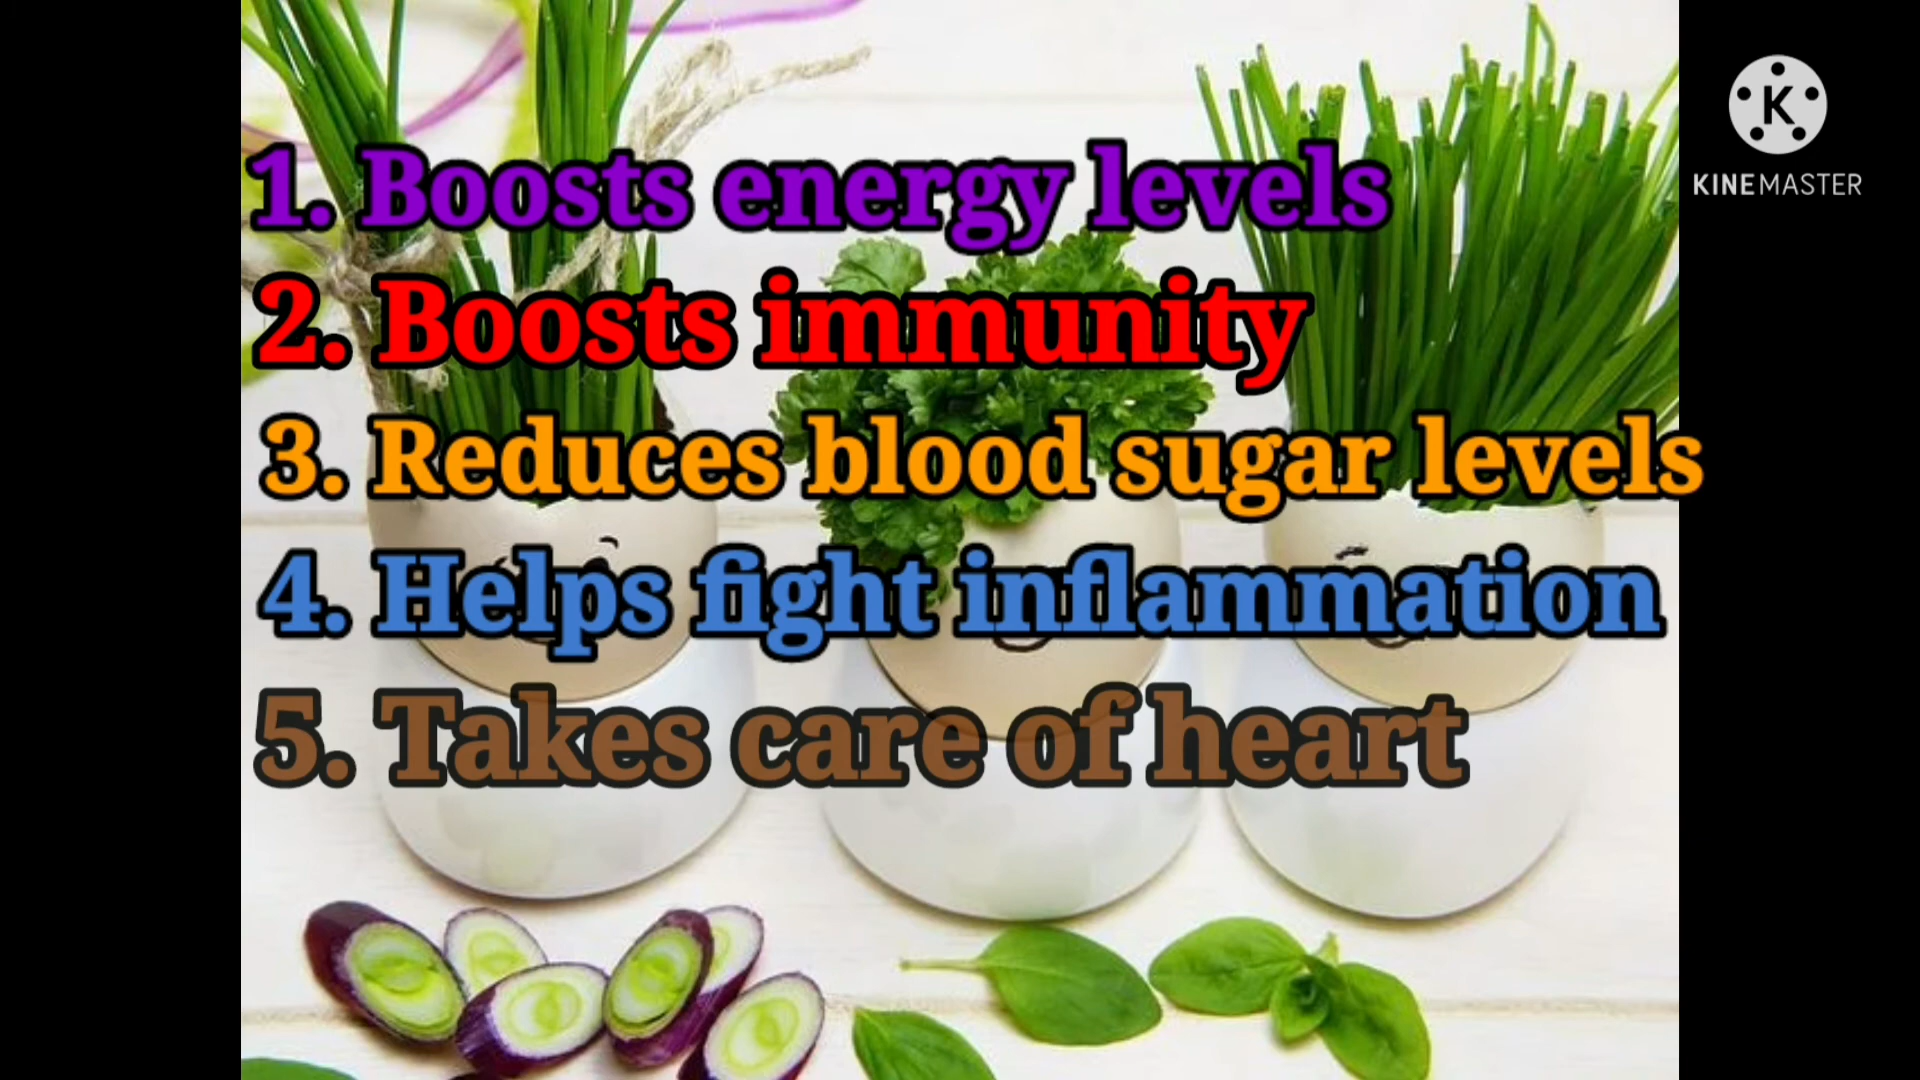 1. Boosts energy levels
2. Boosts immunity
3. Reduces blood sugar levels
4. Helps fight inflammation
5. Takes care of heart
K
KINEMASTER